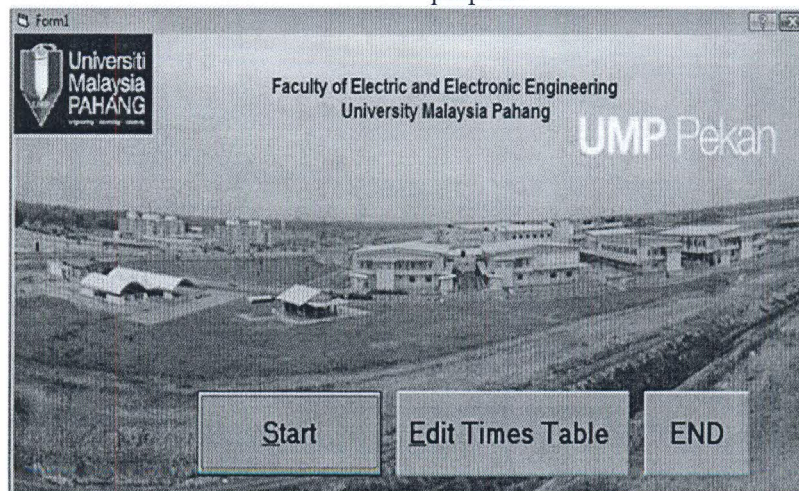 Form1
Universiti
Malaysia
PAHANG
Faculty of Electric and Electronic Engineering
University Malaysia Pahang
UMP Pekan
Start
Edit Times Table
END